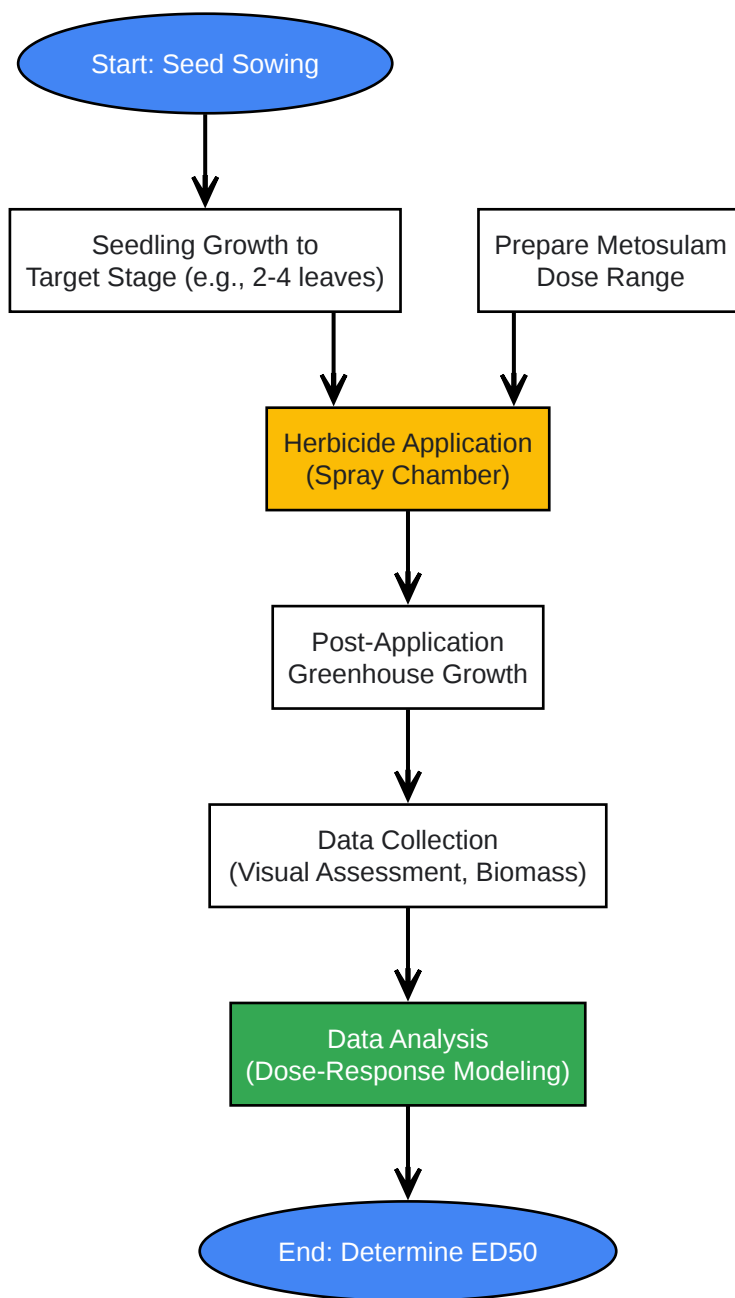 Start: Seed Sowing
Seedling Growth to
Target Stage (e.g., 2-4 leaves)
Prepare Metosulam
Dose Range
Herbicide Application
(Spray Chamber)
Post-Application
Greenhouse Growth
Data Collection
(Visual Assessment, Biomass)
Data Analysis
(Dose-Response Modeling)
End: Determine ED50